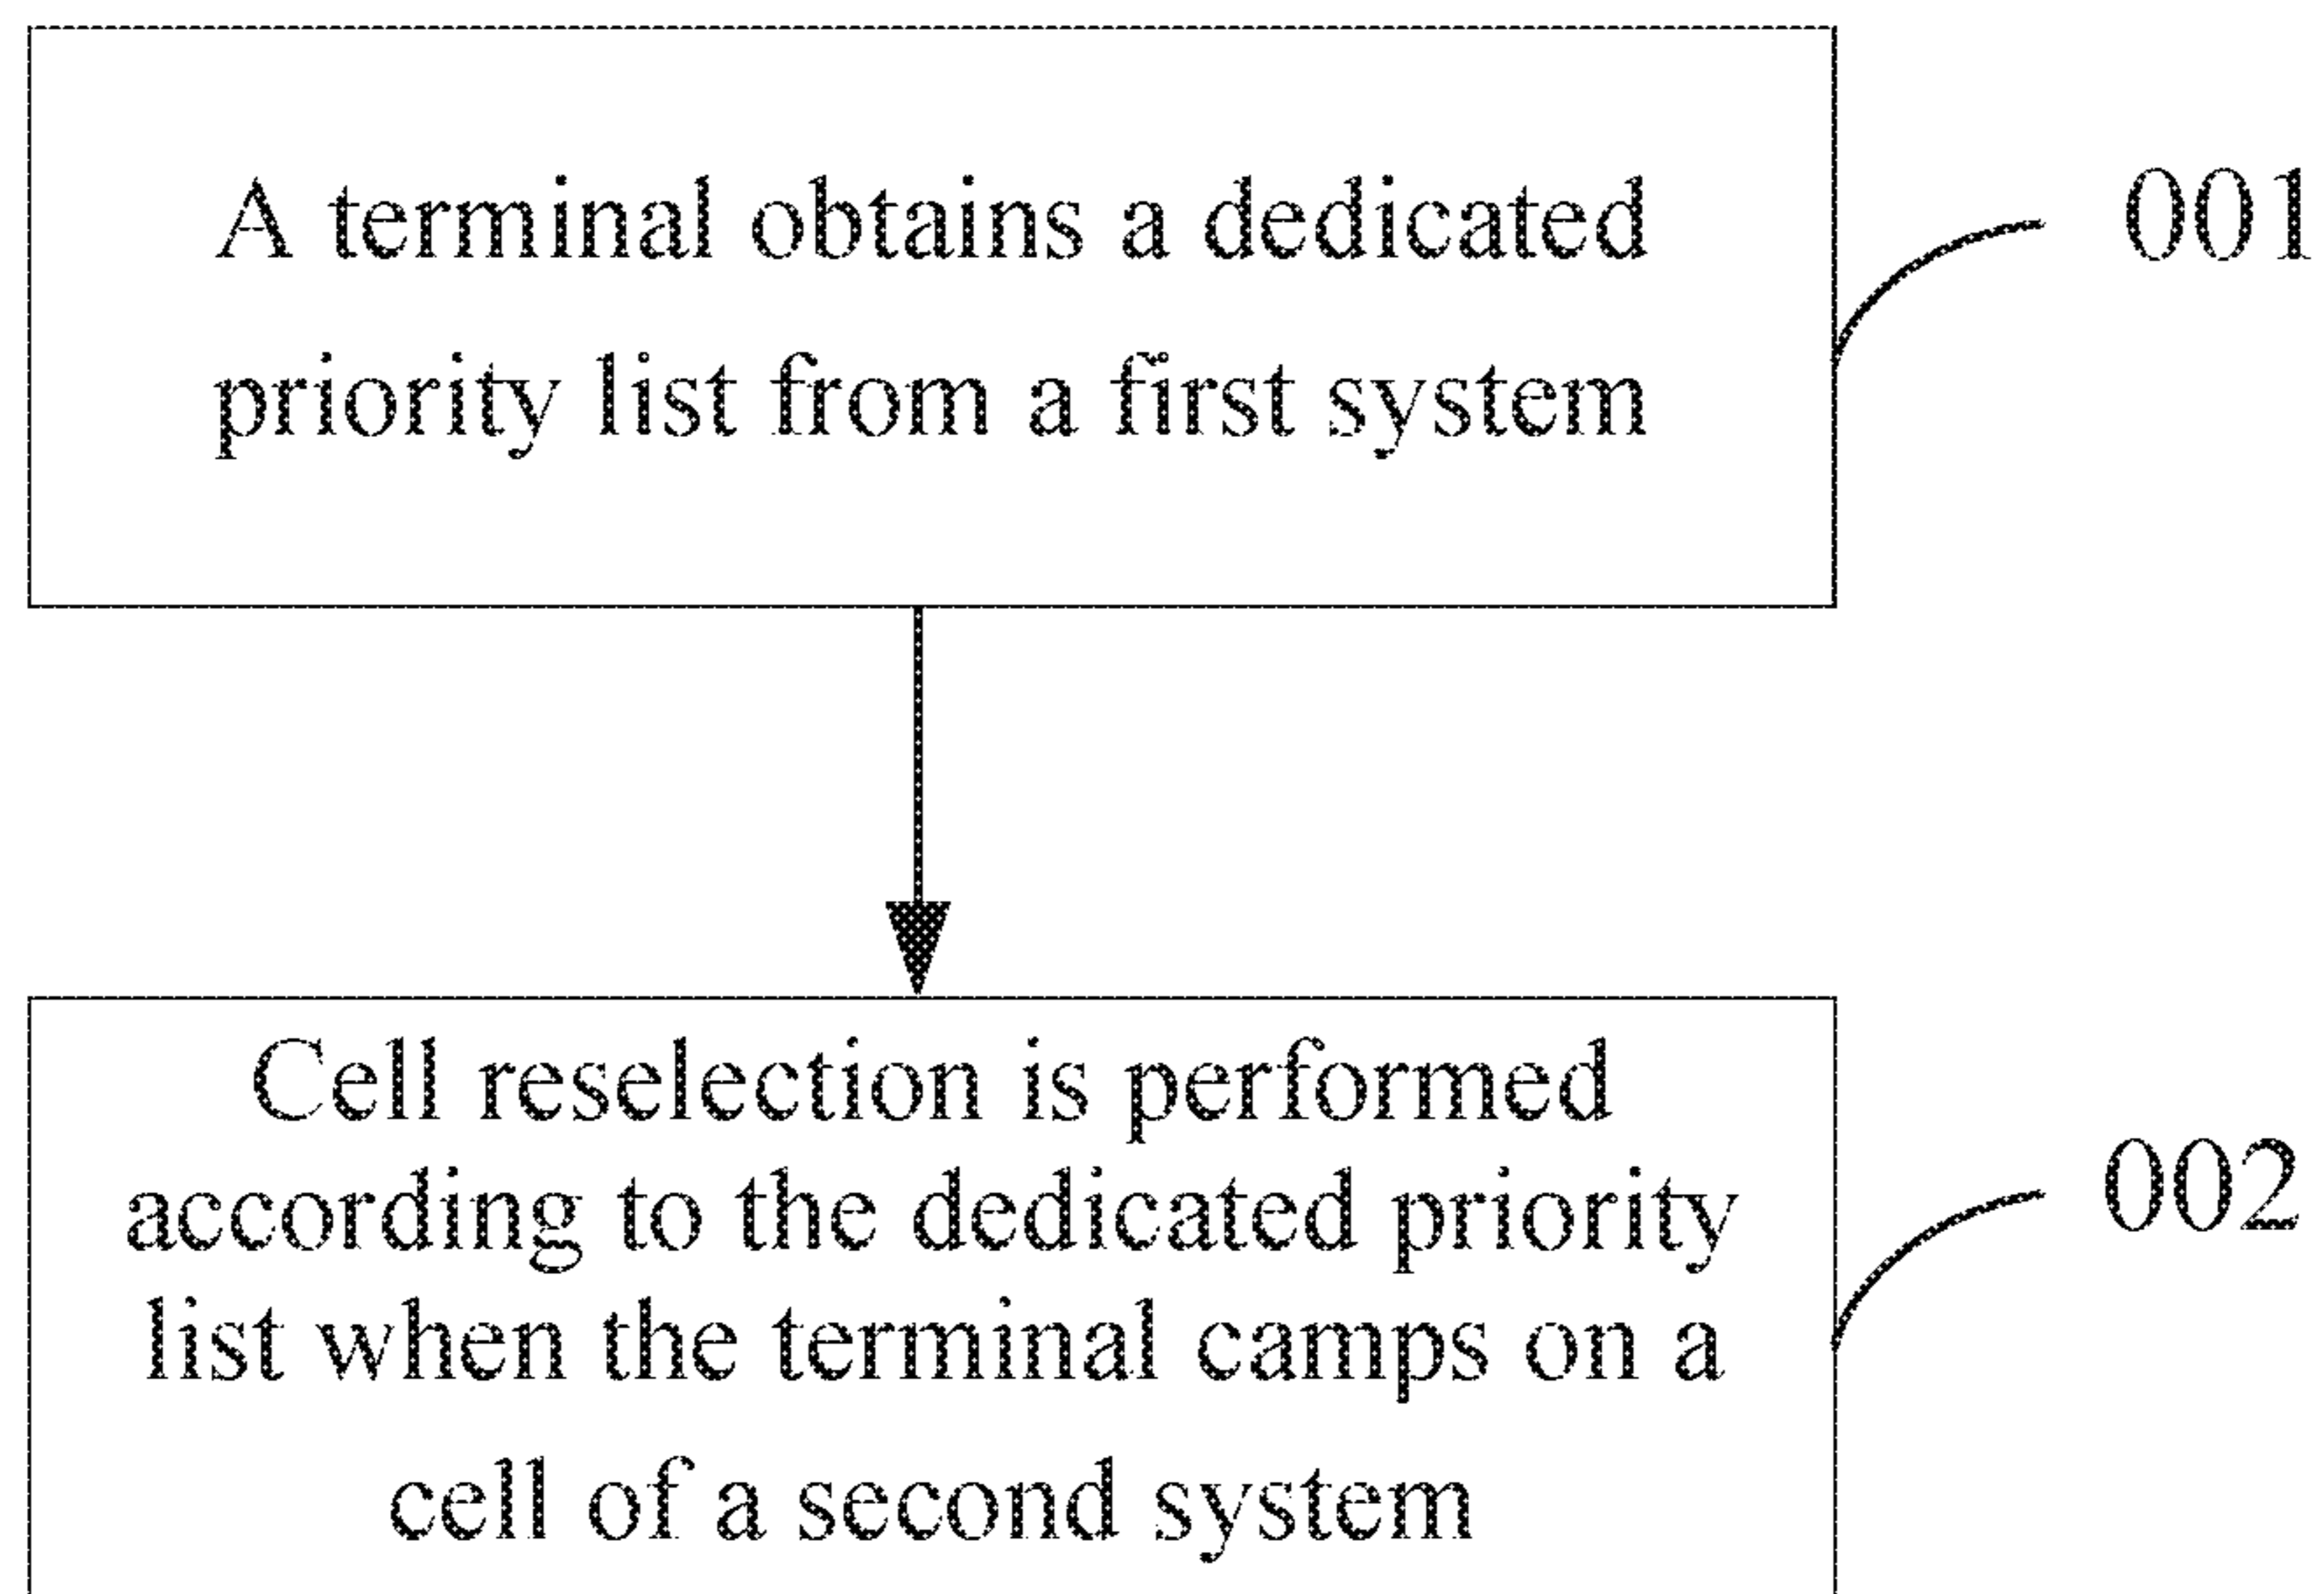 A terminal obtains a dedicated
priority list from a first system
001
Cell reselection is performed
according to the dedicated priority
list when the terminal camps on a
cell of a second system
002